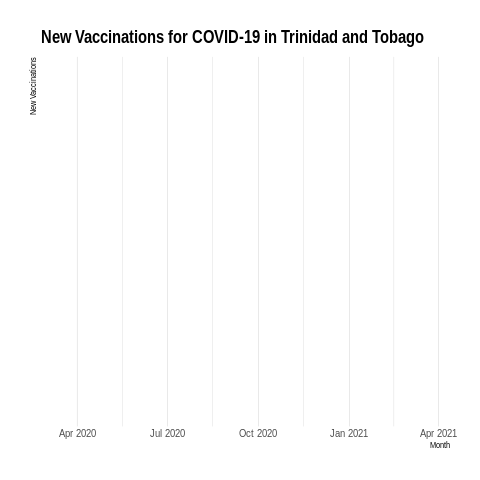 New Vaccinations for COVID-19 in Trinidad and Tobago
New Vaccinations
Apr 2020 Jul 2020 Oct 2020 Jan 2021 Apr 2021
Month